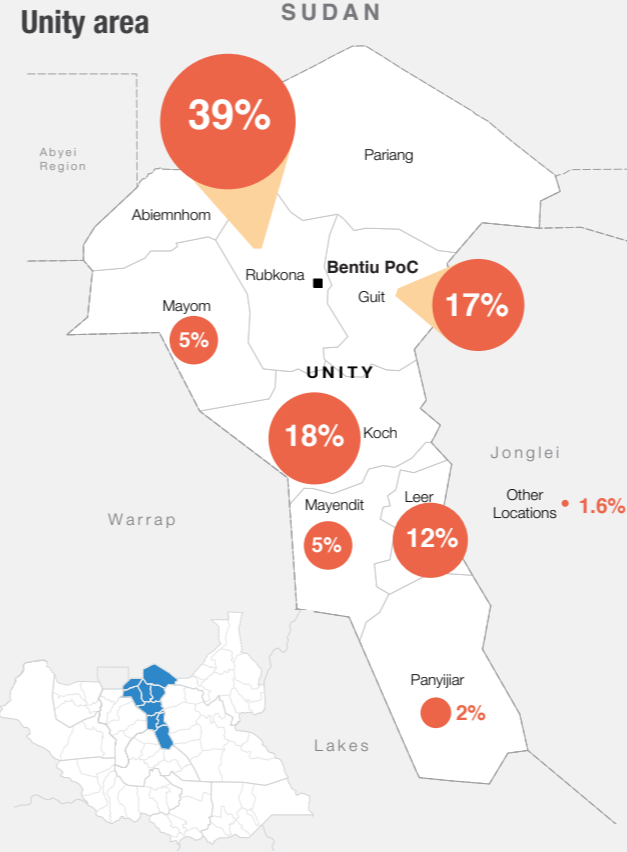 Unity area
SUDAN
39%
Abyei
Region
Pariang
Abiemnhom
Rubkona
Bentiu PoC
Guit
17%
Mayom
5%
UNITY
18%
Koch
Jonglei
Mayendit
Leer
Other
Locations
1.6%
Warrap
5%
12%
Panyijiar
2%
Lakes